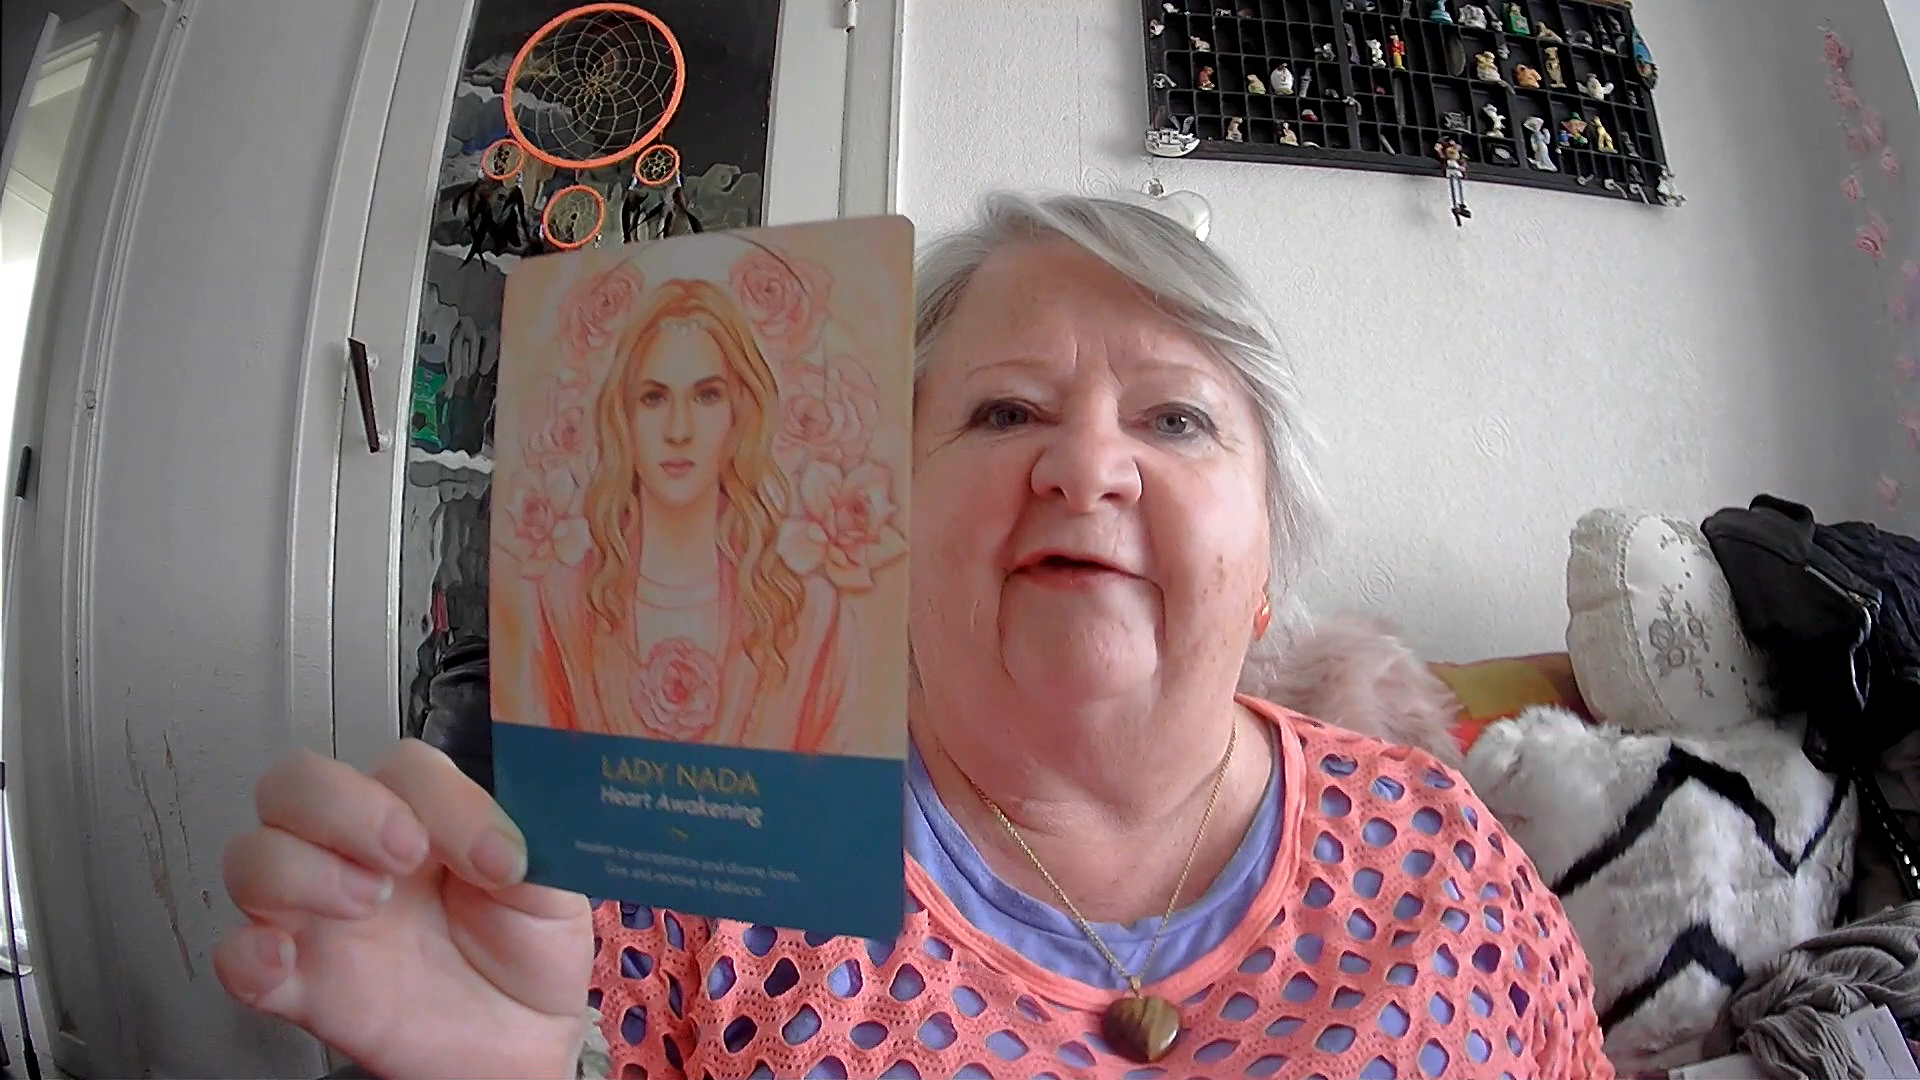 LADY NADA
Heart Awakening
Awaken to acceptance and divine love.
Give and receive in balance.